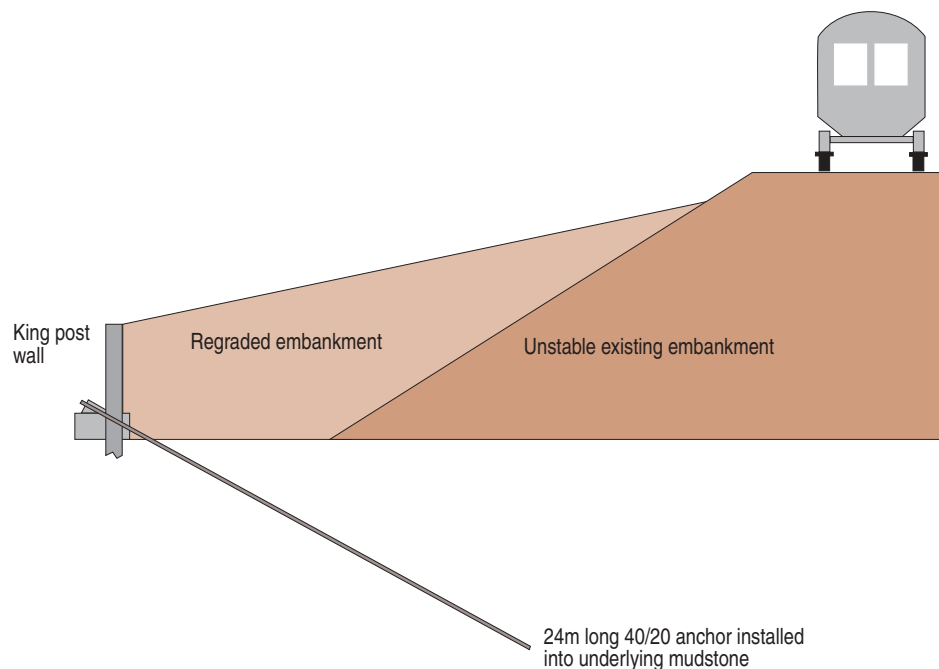 King post
wall
Regraded embankment
Unstable existing embankment
24m long 40/20 anchor installed
into underlying mudstone